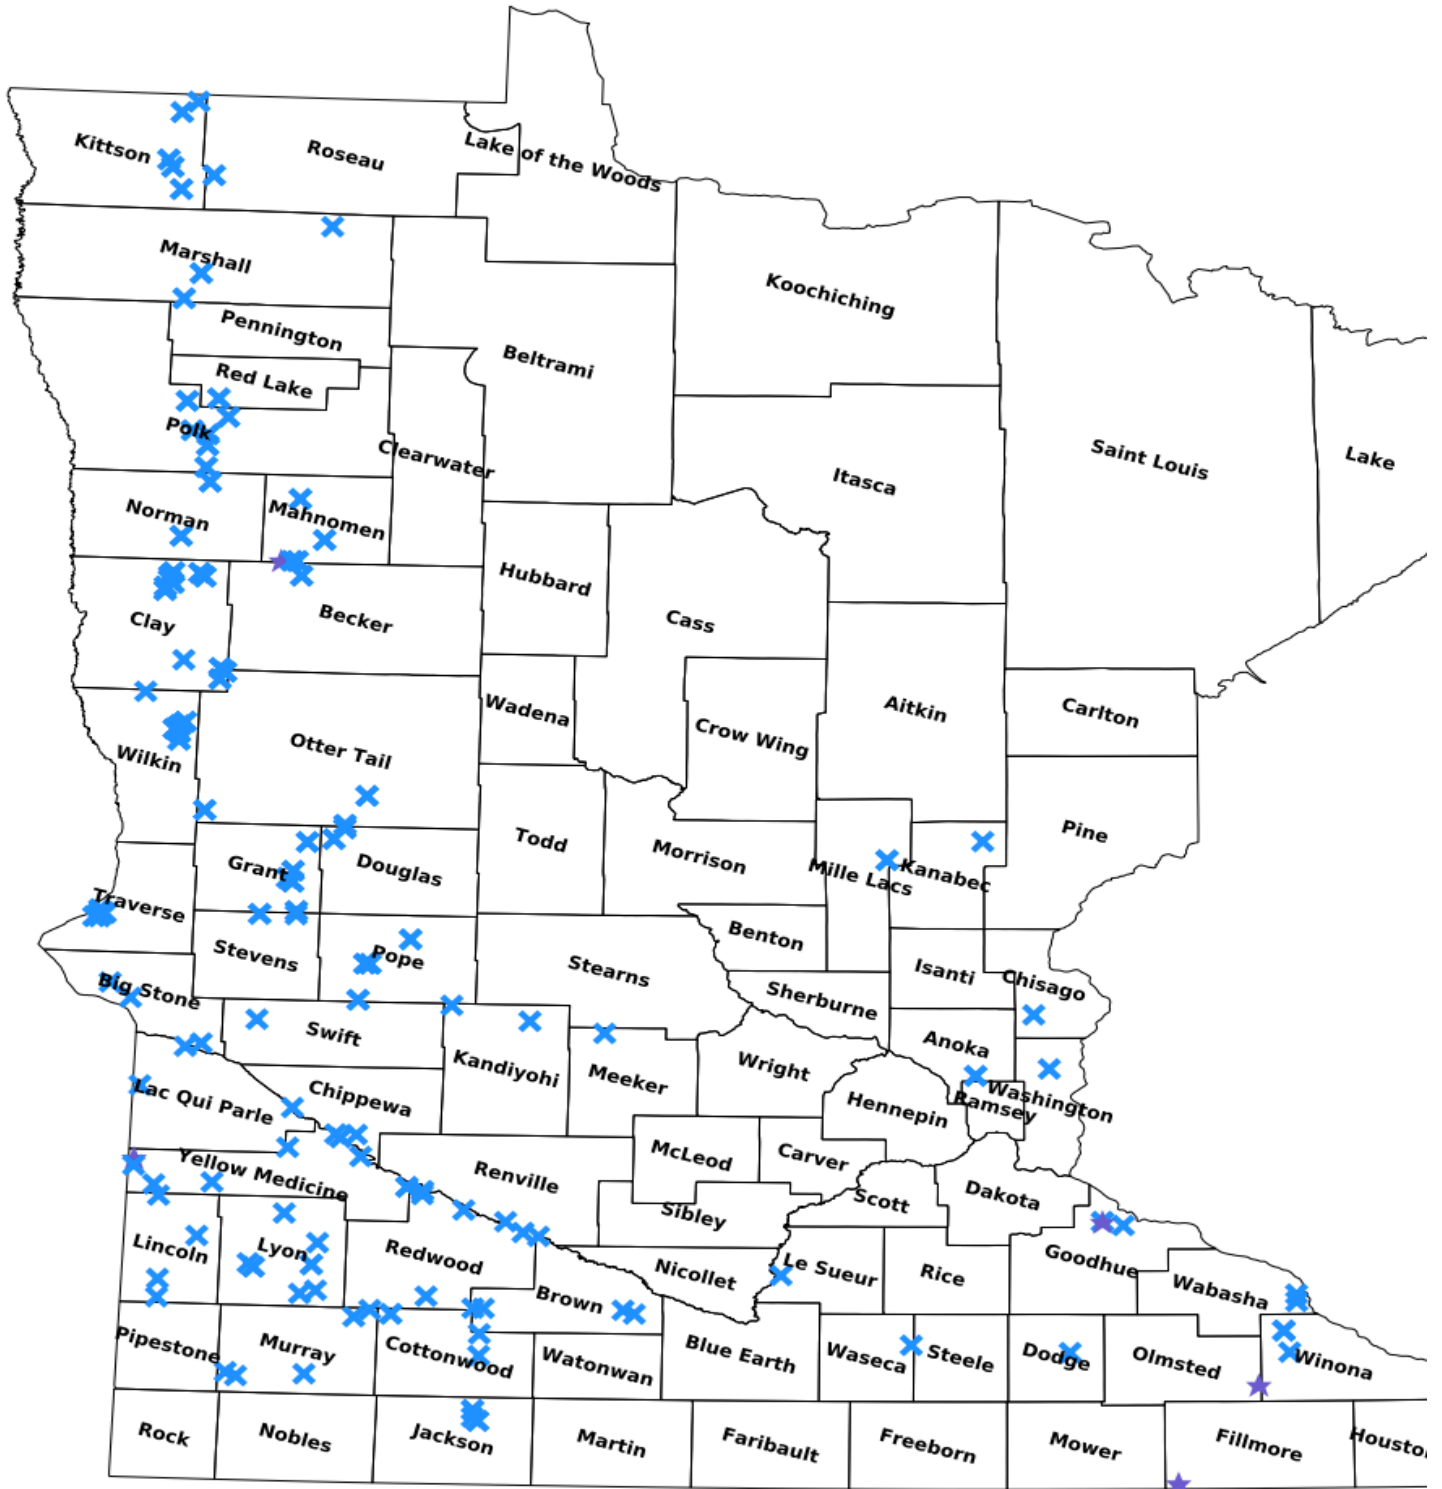 Kittson
Roseau
Lake of the Woods
Marshall
Koochiching
Pennington
Beltrami
Red Lake
Polk
Clearwater
Itasca
Saint Louis
Lake
Norman
Mahnomen
Hubbard
Clay
Becker
Cass
Wadena
Aitkin
Carlton
Crow Wing
Otter Tail
Wilkin
Todd
Morrison
Pine
Grant
Douglas
Mille Lacs
Kanabec
Traverse
Benton
Stevens
Pope
Stearns
Isanti
Chisago
Big Stone
Sherburne
Swift
Anoka
Kandiyohi
Wright
Meeker
Lac Qui Parle
Chippewa
Hennepin
Ramsey
Washington
McLeod
Carver
Yellow Medicine
Renville
Scott
Dakota
Sibley
Lincoln
Lyon
Redwood
Nicollet
Le Sueur
Rice
Goodhue
Wabasha
Brown
Pipestone
Murray
Cottonwood
Watonwan
Blue Earth
Waseca
Steele
Dodge
Olmsted
Winona
Rock
Nobles
Jackson
Martin
Faribault
Freeborn
Mower
Fillmore
Housto